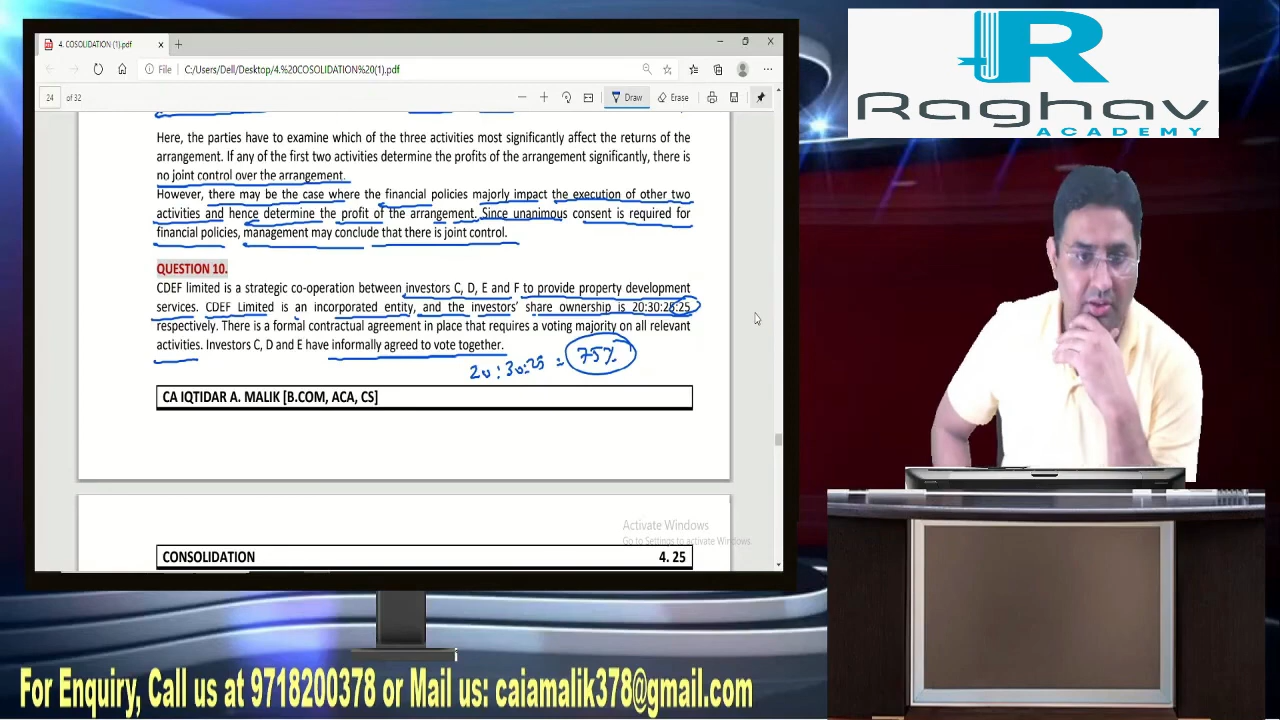 4. COSOLIDATION (1).pdf
File
C:/Users/Dell/Desktop/4.%20COSOLIDATION%20(1).pdf
24 of 32
Draw
Erase
Here, the parties have to examine which of the three activities most significantly affect the returns of the
arrangement. If any of the first two activities determine the profits of the arrangement significantly, there is
no joint control over the arrangement.
However, there may be the case where the financial policies majorly impact the execution of other two
activities and hence determine the profit of the arrangement. Since unanimous consent is required for
financial policies, management may conclude that there is joint control.
QUESTION 10.
CDEF limited is a strategic co-operation between investors C, D, E and F to provide property development
services. CDEF Limited is an incorporated entity, and the investors' share ownership is 20:30:25:25
respectively. There is a formal contractual agreement in place that requires a voting majority on all relevant
activities. Investors C, D and E have informally agreed to vote together.
20 : 30:25 = 75%
CA IQTIDAR A. MALIK [B.COM, ACA, CS]
Activate Windows
Go to Settings to activate Windows.
CONSOLIDATION 4. 25
R
Raghav
ACADEMY
For Enquiry, Call us at 9718200378 or Mail us: caiamalik378@gmail.com